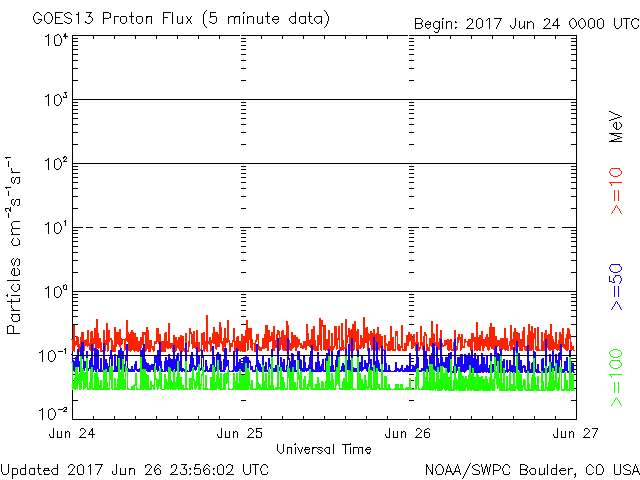 GOES13 Proton Flux (5 minute data)
Begin: 2017 Jun 24 0000 UTC
10⁴
10³
10²
10¹
10⁰
10⁻¹
10⁻²
Particles cm⁻²s⁻¹sr⁻¹
MeV
>=10
>=50
>=100
Jun 24
Jun 25
Jun 26
Jun 27
Universal Time
Updated 2017 Jun 26 23:56:02 UTC
NOAA/SWPC Boulder, CO USA